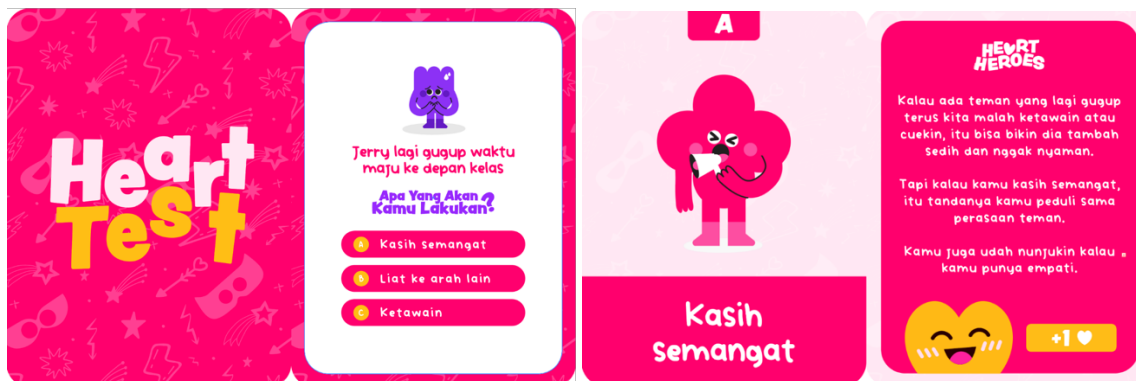 Heart
Test
Jerry lagi gugup waktu
maju ke depan kelas
Apa Yang Akan
Kamu Lakukan?
A Kasih semangat
B Liat ke arah lain
C Ketawain
A
Kasih
semangat
HEART
HEROES
Kalau ada teman yang lagi gugup
terus kita malah ketawain atau
cuekin, itu bisa bikin dia tambah
sedih dan nggak nyaman.
Tapi kalau kamu kasih semangat,
itu tandanya kamu peduli sama
perasaan teman.
Kamu juga udah nunjukin kalau
kamu punya empati.
+1